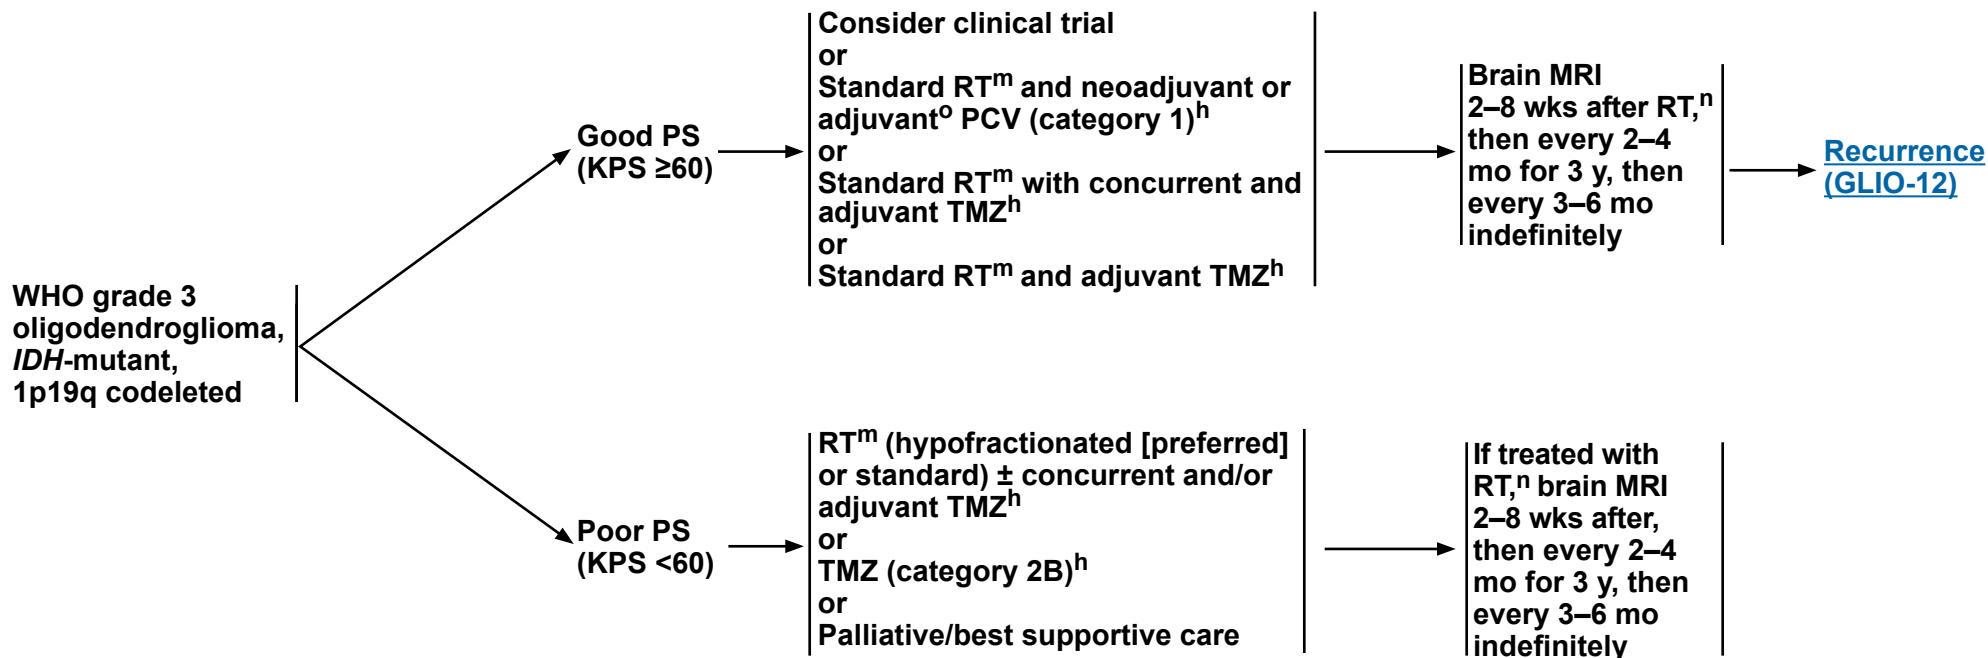 WHO grade 3
oligodendroglioma,
IDH-mutant,
1p19q codeleted
Good PS
(KPS ≥60)
Consider clinical trial
or
Standard RTm and neoadjuvant or
adjuvanto PCV (category 1)h
or
Standard RTm with concurrent and
adjuvant TMZh
or
Standard RTm and adjuvant TMZh
Brain MRI
2–8 wks after RT,n
then every 2–4
mo for 3 y, then
every 3–6 mo
indefinitely
Recurrence
(GLIO-12)
Poor PS
(KPS <60)
RTm (hypofractionated [preferred]
or standard) ± concurrent and/or
adjuvant TMZh
or
TMZ (category 2B)h
or
Palliative/best supportive care
If treated with
RT,n brain MRI
2–8 wks after,
then every 2–4
mo for 3 y, then
every 3–6 mo
indefinitely